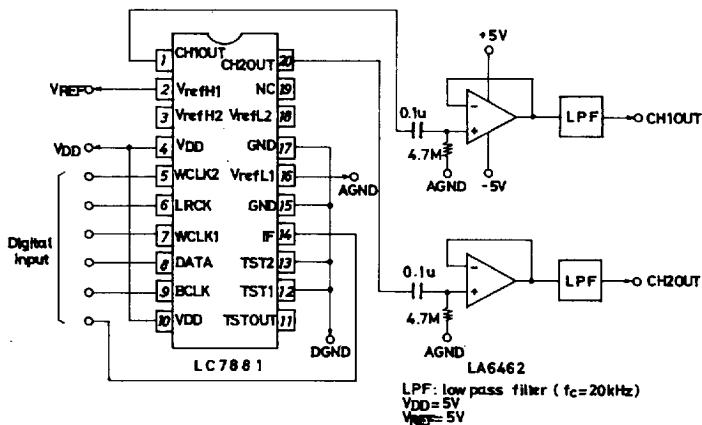 +5V
1 CH1OUT CH2OUT 20
VREF 2 VrefH1 NC 19
3 VrefH2 VrefL2 18
VDD 4 VDD GND 17
5 WCLK2 VrefL1 16 AGND
6 LRCK GND 15
7 WCLK1 IF 14
8 DATA TST2 13
9 BCLK TST1 12
10 VDD TSTOUT 11
Digital
input
LC7881
DGND
0.1u
4.7M
AGND
-
+
-5V
LPF
CH1OUT
0.1u
4.7M
AGND
-
+
LPF
CH2OUT
LA6462
LPF: low pass filter (fc=20kHz)
VDD=5V
VREF=5V